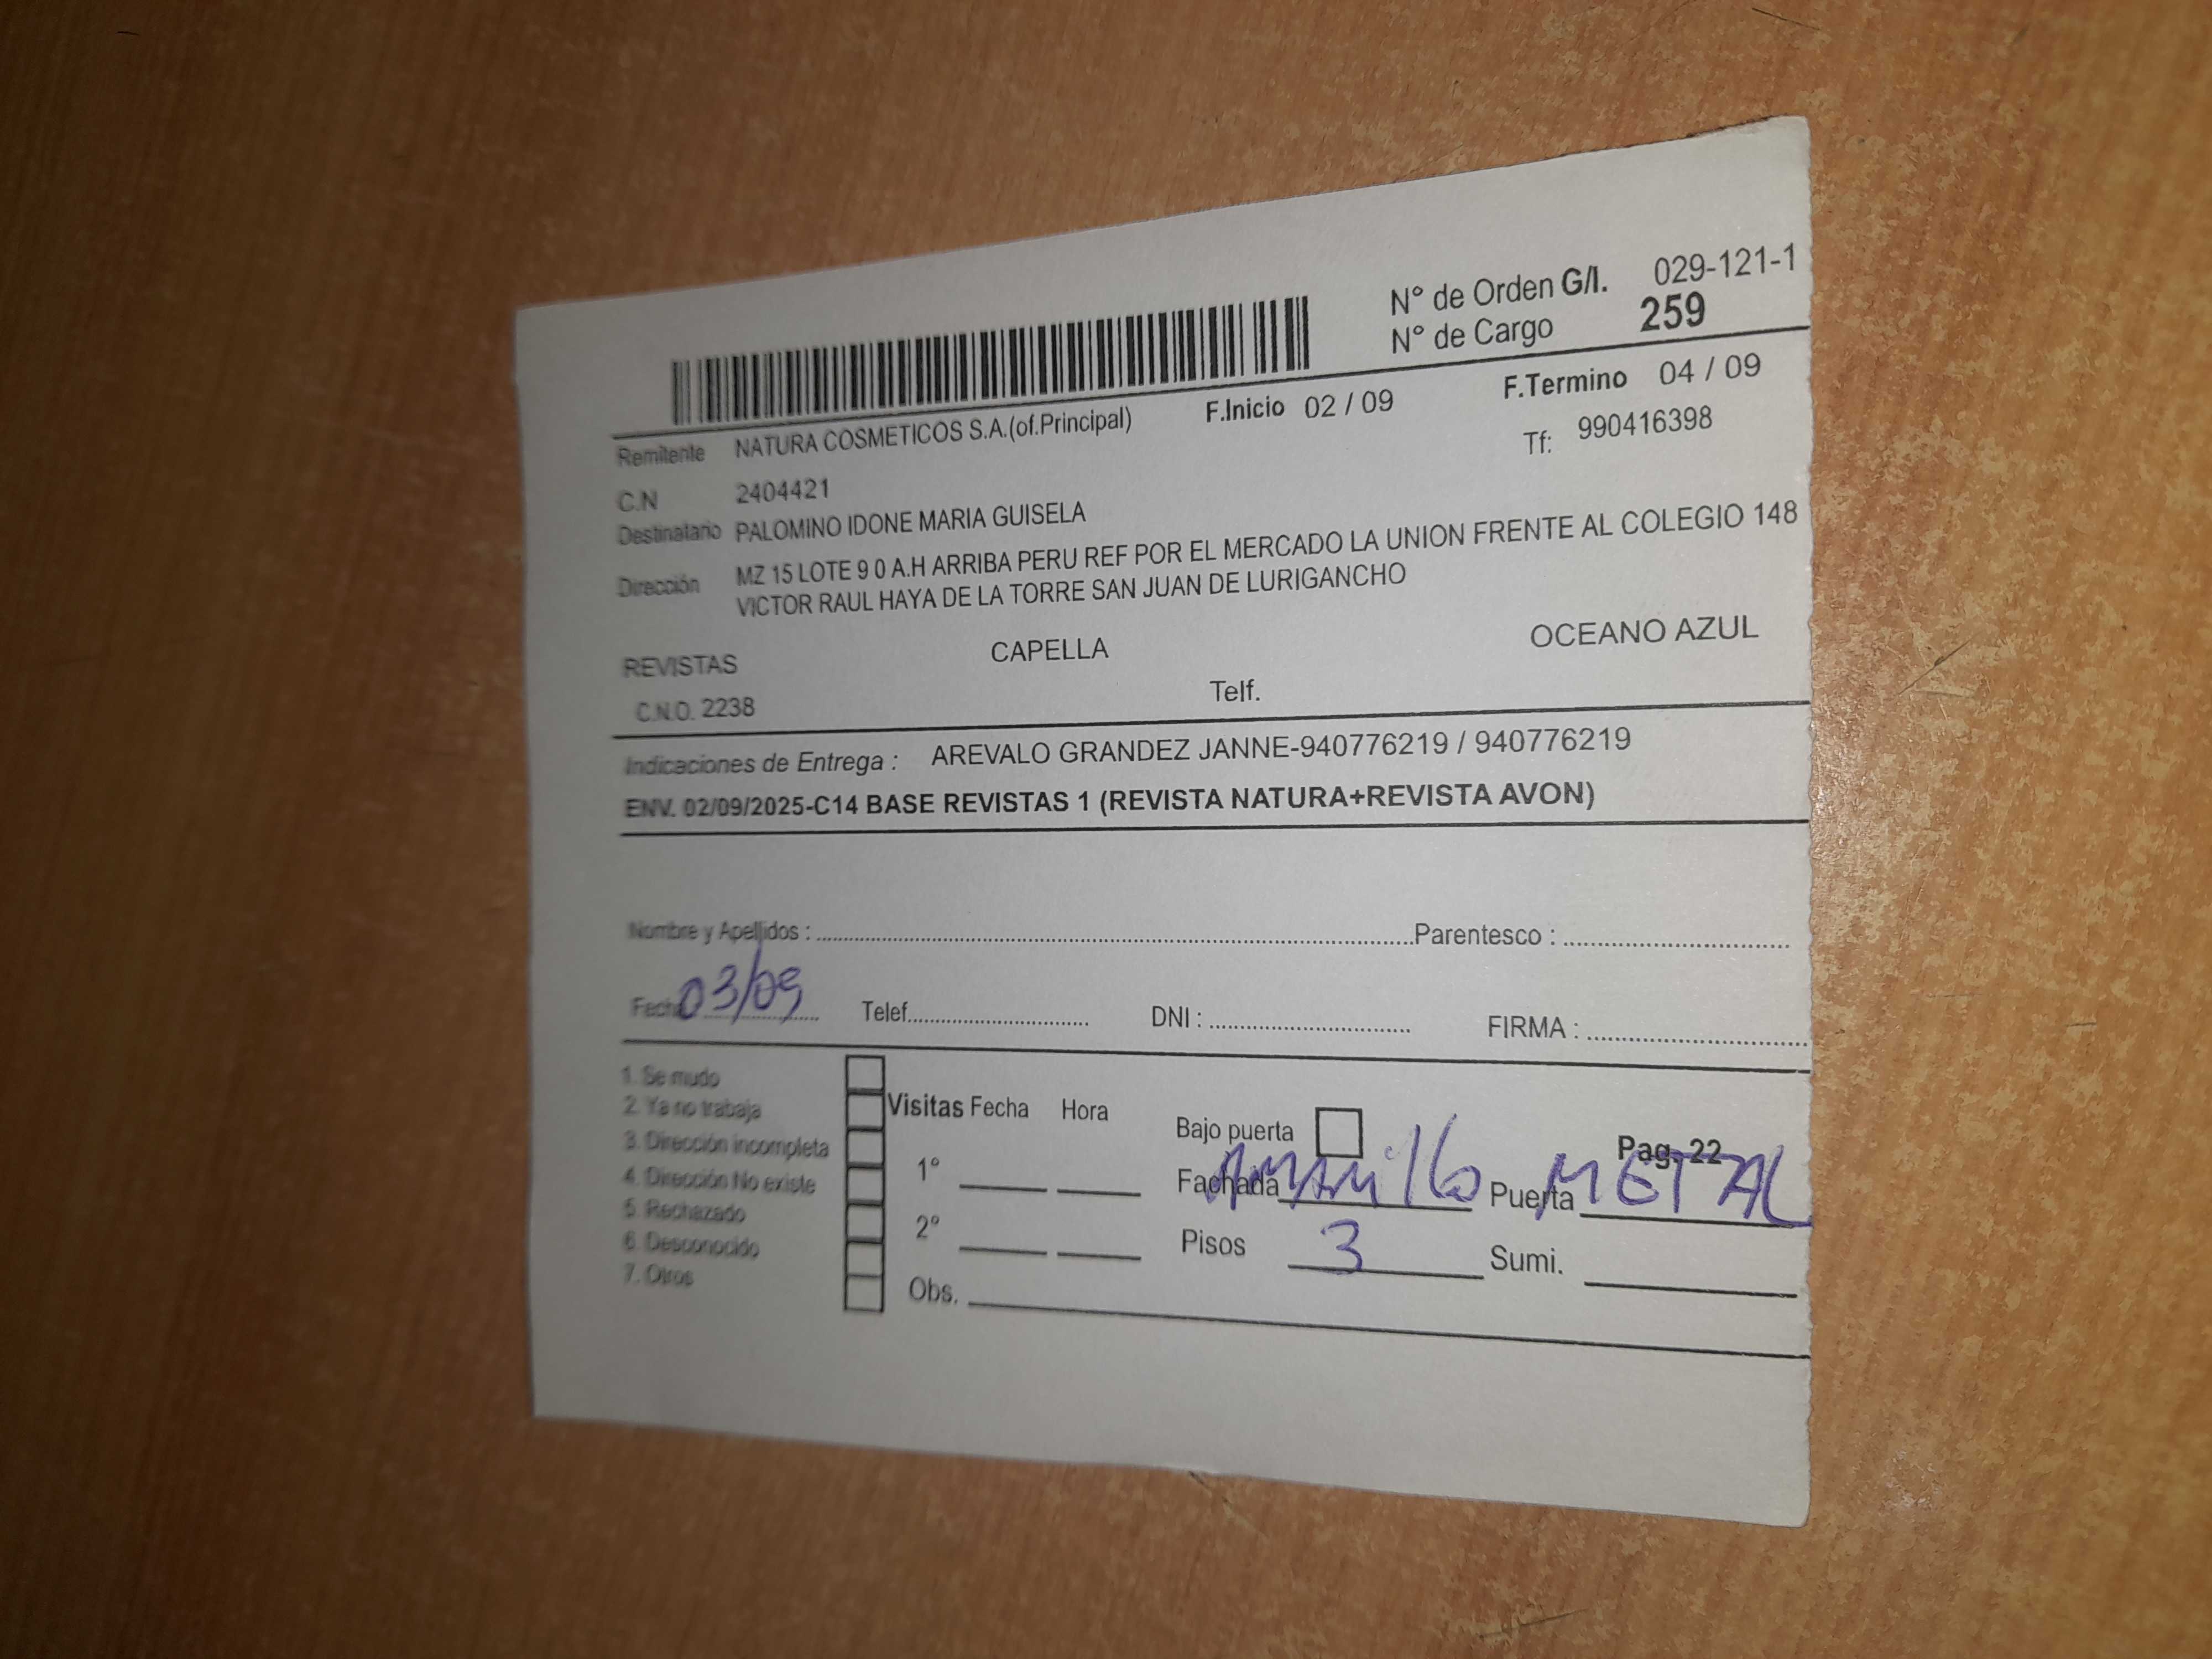 N° de Orden G/I. 029-121-1
N° de Cargo 259
F.Inicio 02 / 09 F.Termino 04 / 09
Remitente NATURA COSMETICOS S.A.(of.Principal) Tf: 990416398
C.N 2404421
Destinatario PALOMINO IDONE MARIA GUISELA
Dirección MZ 15 LOTE 9 0 A.H ARRIBA PERU REF POR EL MERCADO LA UNION FRENTE AL COLEGIO 148
VICTOR RAUL HAYA DE LA TORRE SAN JUAN DE LURIGANCHO
REVISTAS CAPELLA OCEANO AZUL
C.N.O. 2238 Telf.
Indicaciones de Entrega : AREVALO GRANDEZ JANNE-940776219 / 940776219
ENV. 02/09/2025-C14 BASE REVISTAS 1 (REVISTA NATURA+REVISTA AVON)
Nombre y Apellidos : Parentesco :
Fecha 03/09 Telef. DNI : FIRMA :
1. Se mudo
2. Ya no trabaja
3. Dirección incompleta
4. Dirección No existe
5. Rechazado
6. Desconocido
7. Otros
Visitas Fecha Hora
1°
2°
Obs.
Bajo puerta Pag. 22
Fachada AMARillo Puerta METAL
Pisos 3 Sumi.